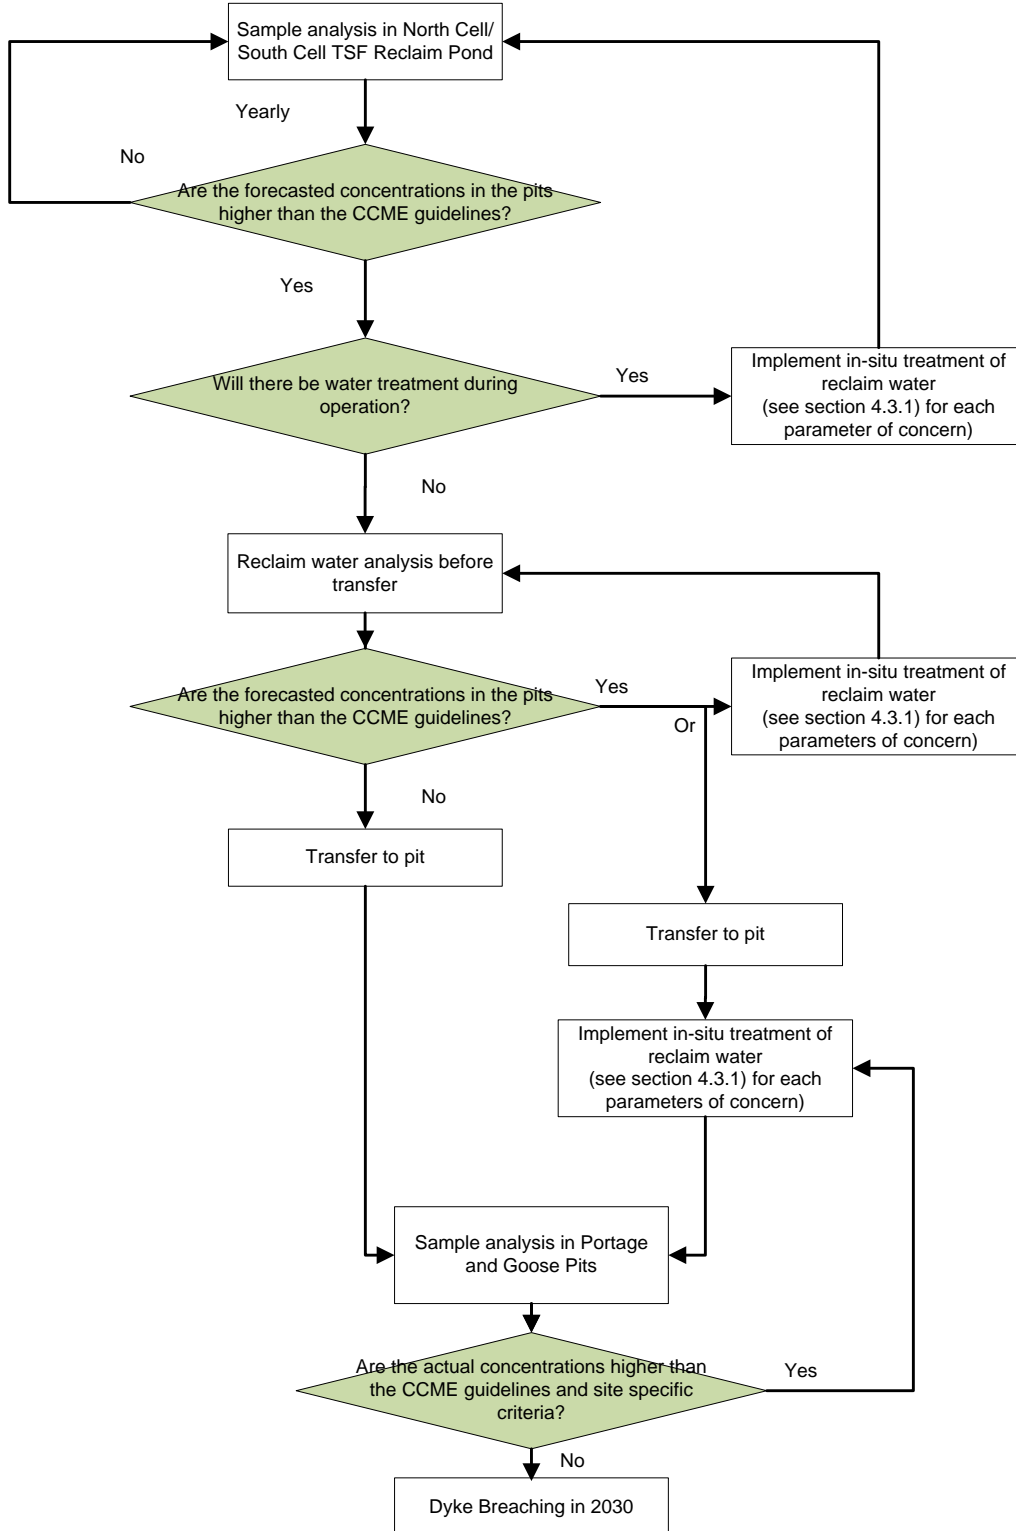 Sample analysis in North Cell/
South Cell TSF Reclaim Pond
Yearly
No
Are the forecasted concentrations in the pits
higher than the CCME guidelines?
Yes
Will there be water treatment during
operation?
Yes
Implement in-situ treatment of
reclaim water
(see section 4.3.1) for each
parameter of concern)
No
Reclaim water analysis before
transfer
Are the forecasted concentrations in the pits
higher than the CCME guidelines?
Yes
Or
Implement in-situ treatment of
reclaim water
(see section 4.3.1) for each
parameters of concern)
No
Transfer to pit
Transfer to pit
Implement in-situ treatment of
reclaim water
(see section 4.3.1) for each
parameters of concern)
Sample analysis in Portage
and Goose Pits
Are the actual concentrations higher than
the CCME guidelines and site specific
criteria?
Yes
No
Dyke Breaching in 2030